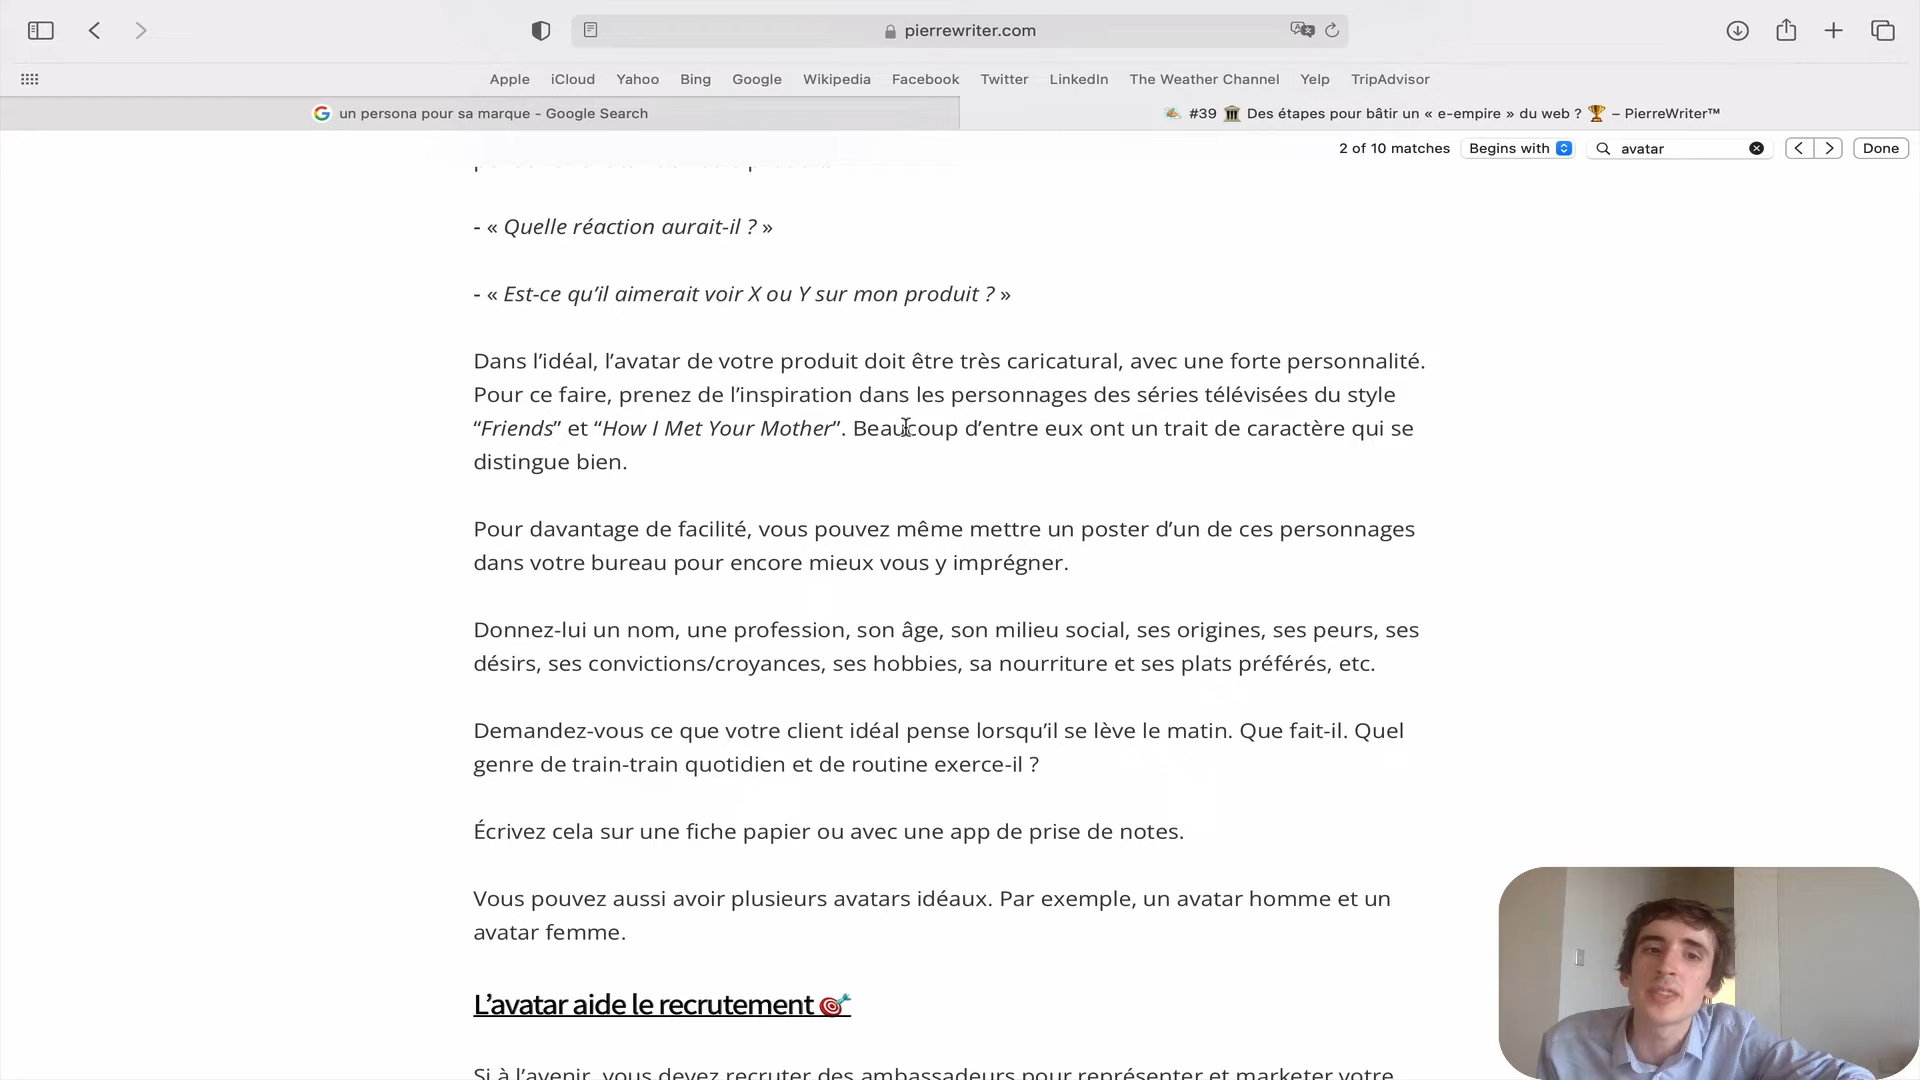 pierrewriter.com
Apple iCloud Yahoo Bing Google Wikipedia Facebook Twitter LinkedIn The Weather Channel Yelp TripAdvisor
un persona pour sa marque - Google Search
#39 🏛️ Des étapes pour bâtir un « e-empire » du web ? 🏆 – PierreWriter™
2 of 10 matches Begins with avatar Done
- « Quelle réaction aurait-il ? »
- « Est-ce qu’il aimerait voir X ou Y sur mon produit ? »
Dans l’idéal, l’avatar de votre produit doit être très caricatural, avec une forte personnalité.
Pour ce faire, prenez de l’inspiration dans les personnages des séries télévisées du style
“Friends” et “How I Met Your Mother”. Beaucoup d’entre eux ont un trait de caractère qui se
distingue bien.
Pour davantage de facilité, vous pouvez même mettre un poster d’un de ces personnages
dans votre bureau pour encore mieux vous y imprégner.
Donnez-lui un nom, une profession, son âge, son milieu social, ses origines, ses peurs, ses
désirs, ses convictions/croyances, ses hobbies, sa nourriture et ses plats préférés, etc.
Demandez-vous ce que votre client idéal pense lorsqu’il se lève le matin. Que fait-il. Quel
genre de train-train quotidien et de routine exerce-il ?
Écrivez cela sur une fiche papier ou avec une app de prise de notes.
Vous pouvez aussi avoir plusieurs avatars idéaux. Par exemple, un avatar homme et un
avatar femme.
L’avatar aide le recrutement 🎯
Si à l’avenir, vous devez recruter des ambassadeurs pour représenter et marketer votre